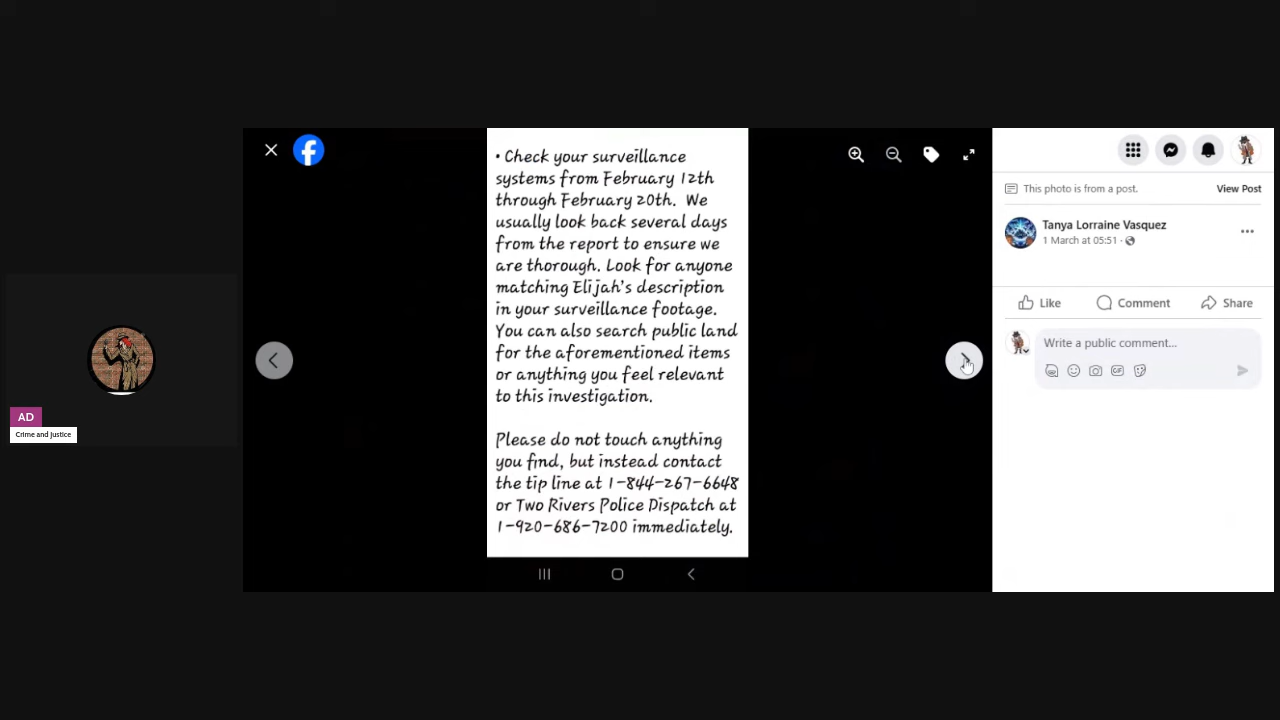 • Check your surveillance
systems from February 12th
through February 20th. We
usually look back several days
from the report to ensure we
are thorough. Look for anyone
matching Elijah's description
in your surveillance footage.
You can also search public land
for the aforementioned items
or anything you feel relevant
to this investigation.
Please do not touch anything
you find, but instead contact
the tip line at 1-844-267-6648
or Two Rivers Police Dispatch at
1-920-686-7200 immediately.
This photo is from a post.
View Post
Tanya Lorraine Vasquez
1 March at 05:51 ·
Like
Comment
Share
Write a public comment...
GIF
AD
Crime and Justice